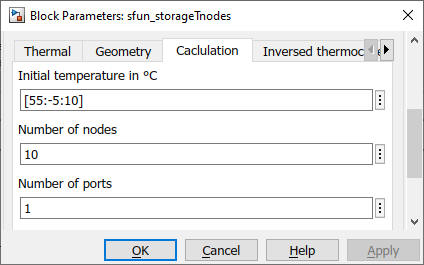 Block Parameters: sfun_storageTnodes
Thermal Geometry Caclulation Inversed
Initial temperature in °C
[55:-5:10]
Number of nodes
10
Number of ports
1
OK Cancel Help Apply